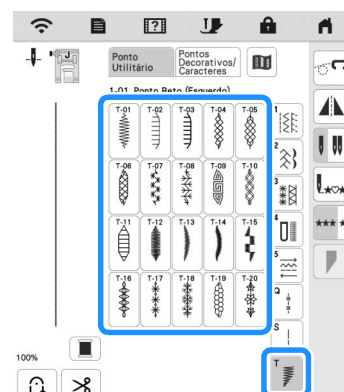 J
Ponto
Utilitário
Pontos
Decorativos/
Caracteres
1-01 Ponto Reto (Esquerdo)
T-01 T-02 T-03 T-04 T-05
T-06 T-07 T-08 T-09 T-10
T-11 T-12 T-13 T-14 T-15
T-16 T-17 T-18 T-19 T-20
1
2
3
4
5
Q
S
T
100%